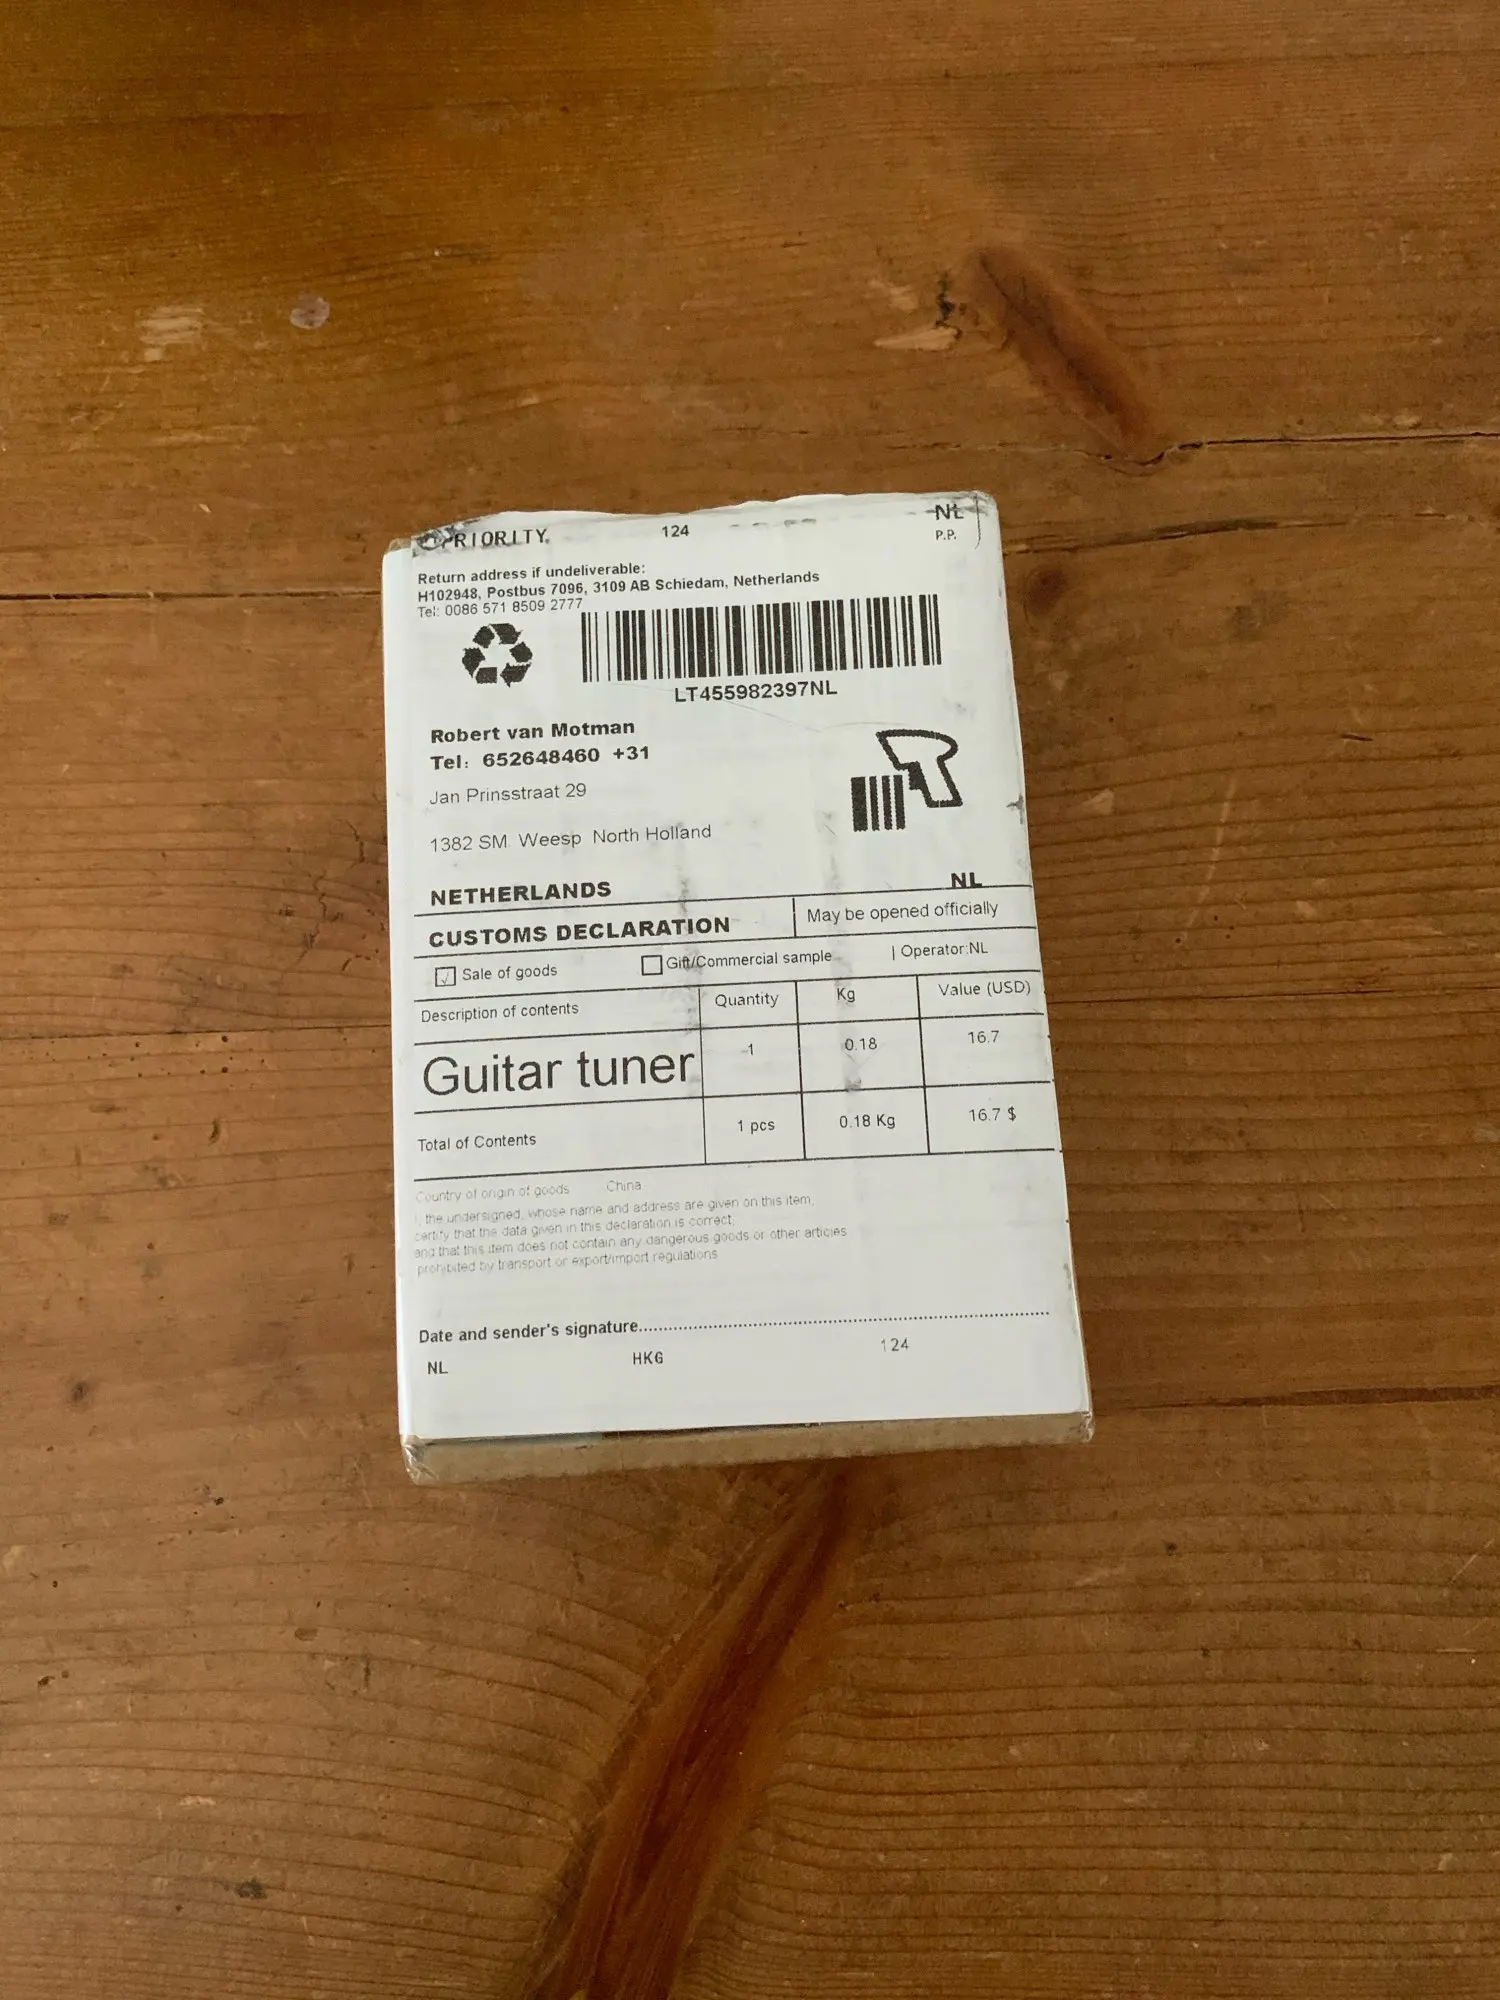 PRIORITY 124 NL
P.P.
Return address if undeliverable:
H102948, Postbus 7096, 3109 AB Schiedam, Netherlands
Tel: 0086 571 8509 2777
LT455982397NL
Robert van Motman
Tel: 652648460 +31
Jan Prinsstraat 29
1382 SM Weesp North Holland
NETHERLANDS NL
CUSTOMS DECLARATION May be opened officially
Sale of goods Gift/Commercial sample | Operator:NL
Description of contents Quantity Kg Value (USD)
Guitar tuner 1 0.18 16.7
Total of Contents 1 pcs 0.18 Kg 16.7 $
Country of origin of goods China
I, the undersigned, whose name and address are given on this item,
certify that the data given in this declaration is correct,
and that this item does not contain any dangerous goods or other articies
prohibited by transport or export/import regulations
Date and sender's signature
NL HKG 124